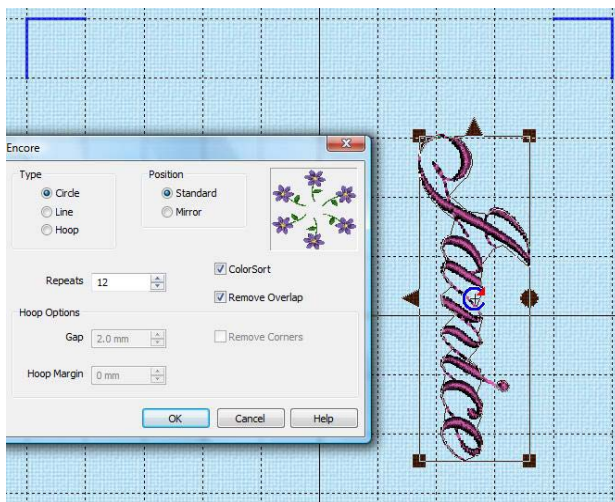 Encore
Type
Circle
Line
Hoop
Position
Standard
Mirror
Repeats 12
ColorSort
Remove Overlap
Hoop Options
Gap 2.0 mm
Remove Corners
Hoop Margin 0 mm
OK Cancel Help
Janice